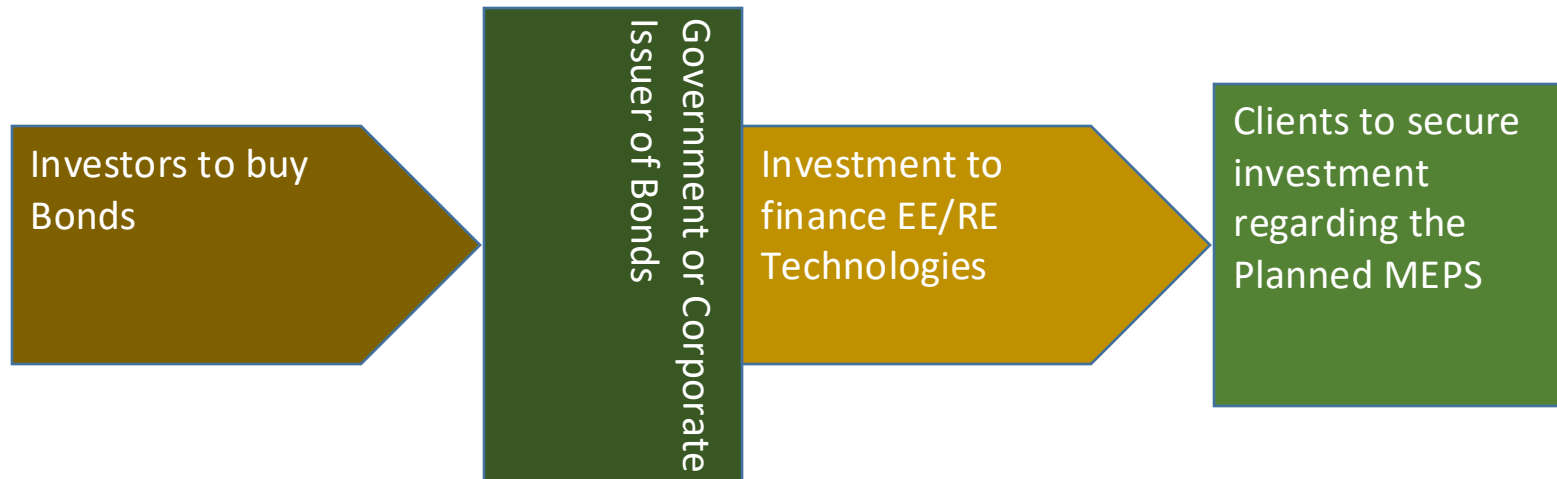 Investors to buy
Bonds
Government or Corporate
Issuer of Bonds
Investment to
finance EE/RE
Technologies
Clients to secure
investment
regarding the
Planned MEPS